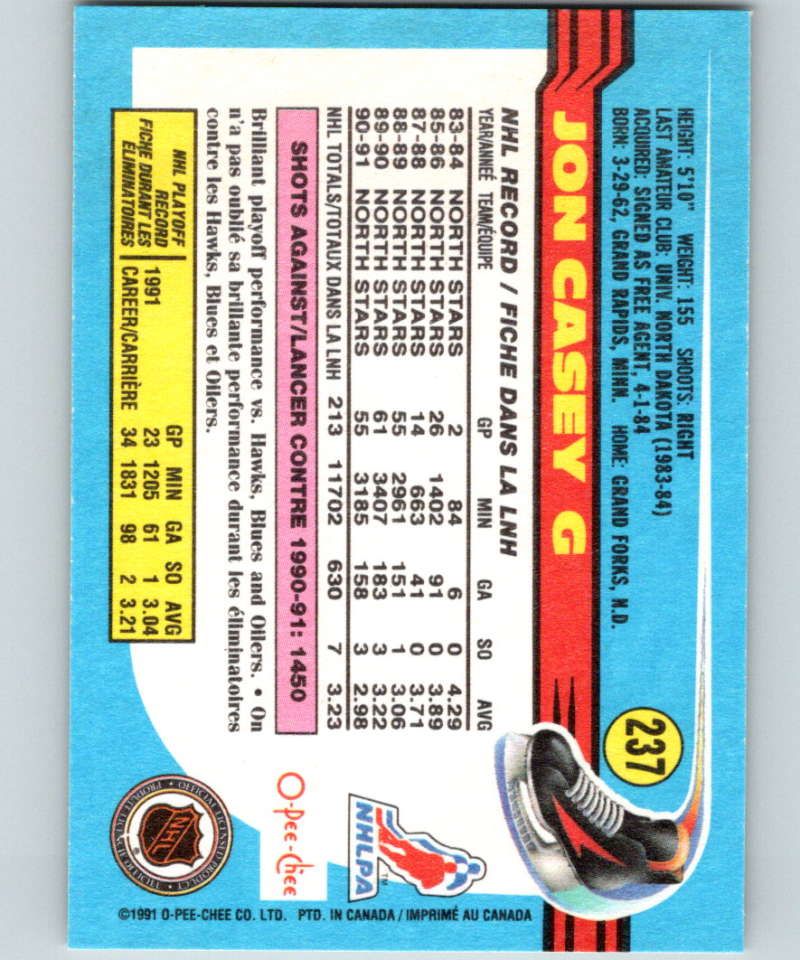 237
HEIGHT: 5'10" WEIGHT: 155 SHOOTS: RIGHT
LAST AMATEUR CLUB: UNIV. NORTH DAKOTA (1983-84)
ACQUIRED: SIGNED AS FREE AGENT, 4-1-84
BORN: 3-29-62, GRAND RAPIDS, MINN. HOME: GRAND FORKS, N.D.
JON CASEY G
NHL RECORD / FICHE DANS LA LNH
YEAR/ANNÉE TEAM/ÉQUIPE GP MIN GA SO AVG
83-84 NORTH STARS 2 84 6 0 4.29
85-86 NORTH STARS 26 1402 91 0 3.89
87-88 NORTH STARS 14 663 41 0 3.71
88-89 NORTH STARS 55 2961 151 1 3.06
89-90 NORTH STARS 61 3407 183 3 3.22
90-91 NORTH STARS 55 3185 158 3 2.98
NHL TOTALS/TOTAUX DANS LA LNH 213 11702 630 7 3.23
SHOTS AGAINST/LANCER CONTRE 1990-91: 1450
Brilliant playoff performance vs. Hawks, Blues and Oilers. • On
n'a pas oublié sa brillante performance durant les éliminatoires
contre les Hawks, Blues et Oilers.
NHL PLAYOFF
RECORD
FICHE DURANT LES
ÉLIMINATOIRES
GP MIN GA SO AVG
1991 23 1205 61 1 3.04
CAREER/CARRIÈRE 34 1831 98 2 3.21
NHLPA
TM
O-Pee-Chee
NHL
®
OFFICIAL LICENSED PRODUCT
PRODUIT LICENCIÉ OFFICIEL
©1991 O-PEE-CHEE CO. LTD. PTD. IN CANADA / IMPRIMÉ AU CANADA